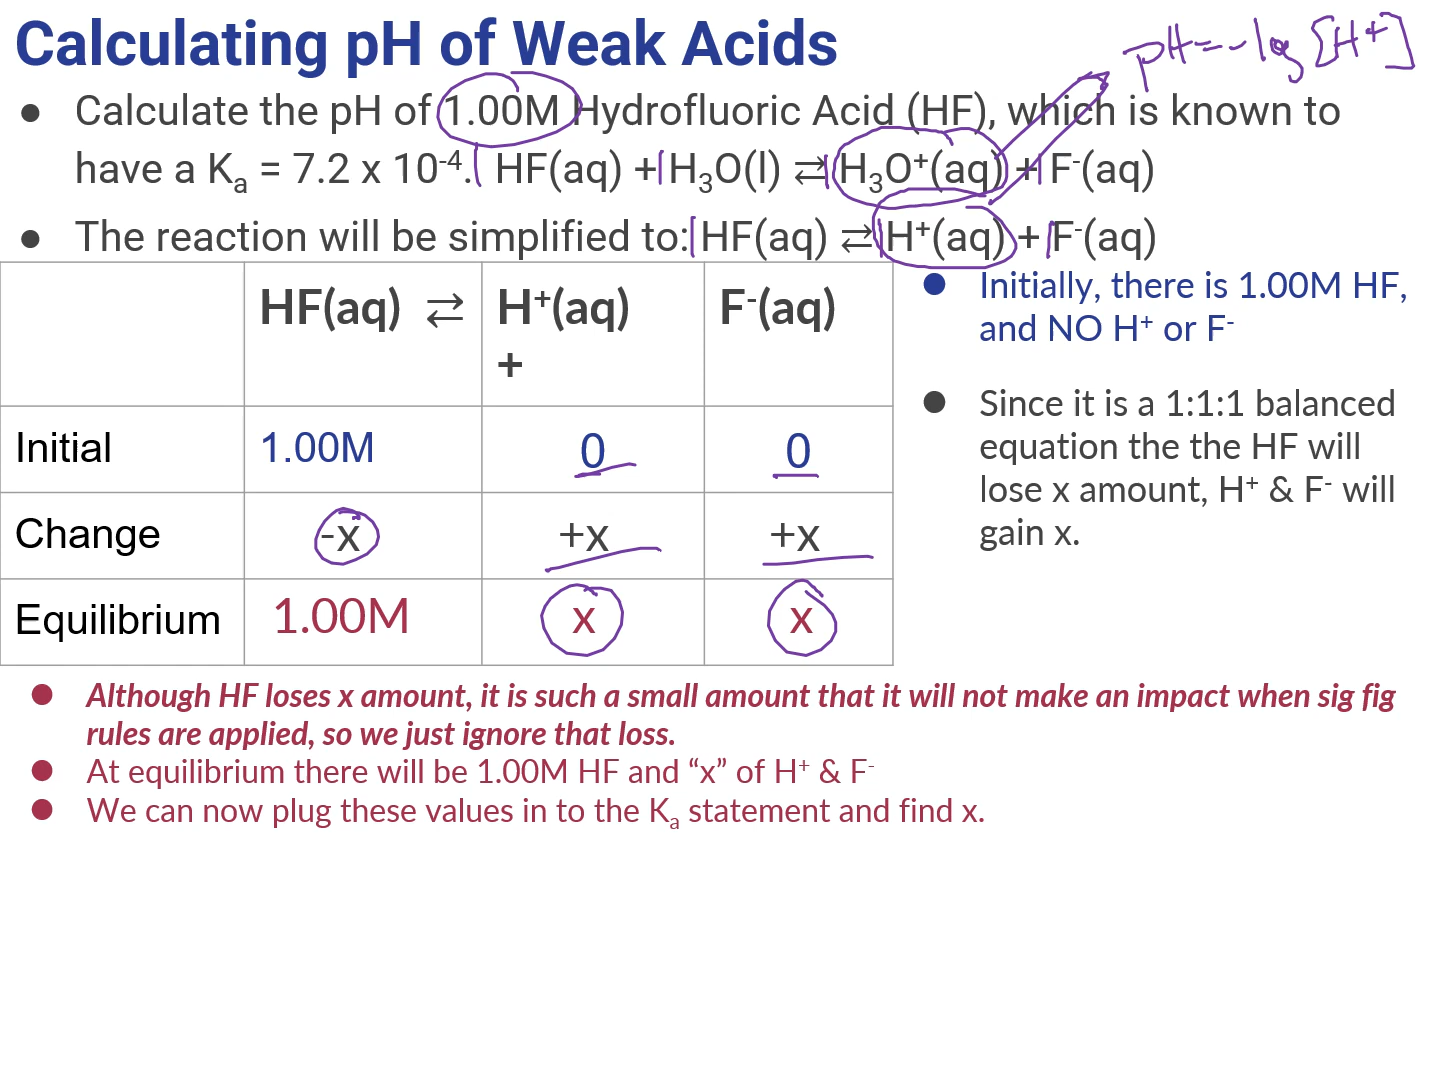 Calculating pH of Weak Acids
pH = - log [H⁺]
● Calculate the pH of 1.00M Hydrofluoric Acid (HF), which is known to
have a Kₐ = 7.2 x 10⁻⁴. HF(aq) + H₃O(l) ⇄ H₃O⁺(aq) + F⁻(aq)
● The reaction will be simplified to: HF(aq) ⇄ H⁺(aq) + F⁻(aq)
HF(aq) ⇄ H⁺(aq) F⁻(aq)
+
Initial 1.00M 0 0
Change -x +x +x
Equilibrium 1.00M x x
● Initially, there is 1.00M HF,
and NO H⁺ or F⁻
● Since it is a 1:1:1 balanced
equation the the HF will
lose x amount, H⁺ & F⁻ will
gain x.
● Although HF loses x amount, it is such a small amount that it will not make an impact when sig fig
rules are applied, so we just ignore that loss.
● At equilibrium there will be 1.00M HF and “x” of H⁺ & F⁻
● We can now plug these values in to the Kₐ statement and find x.